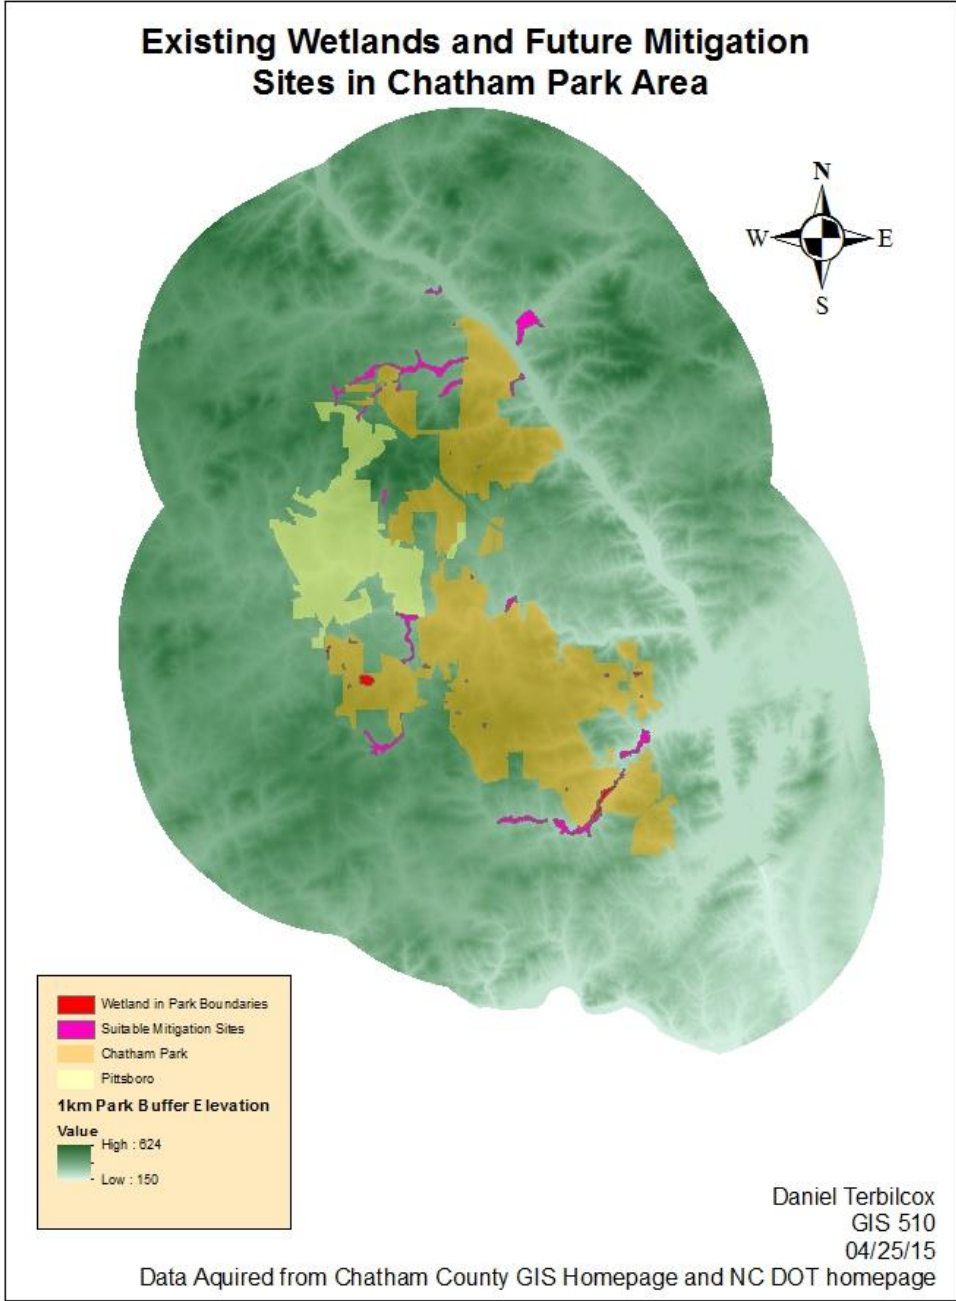 Existing Wetlands and Future Mitigation
Sites in Chatham Park Area
N
W E
S
Wetland in Park Boundaries
Suitable Mitigation Sites
Chatham Park
Pittsboro
1km Park Buffer Elevation
Value
High : 624
Low : 150
Daniel Terbilcox
GIS 510
04/25/15
Data Aquired from Chatham County GIS Homepage and NC DOT homepage